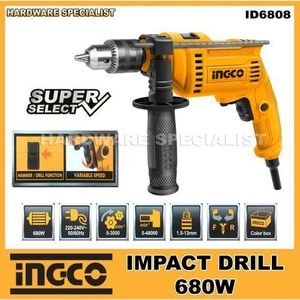 HARDWARE SPECIALIST
ID6808
INGCO
SUPER
SELECT
HARDWARE SPECIALIST
HAMMER / DRILL FUNCTION
VARIABLE SPEED
680W
220-240V~
50/60Hz
0-3000
0-48000
1.5-13mm
F R
Color box
INGCO
IMPACT DRILL
680W